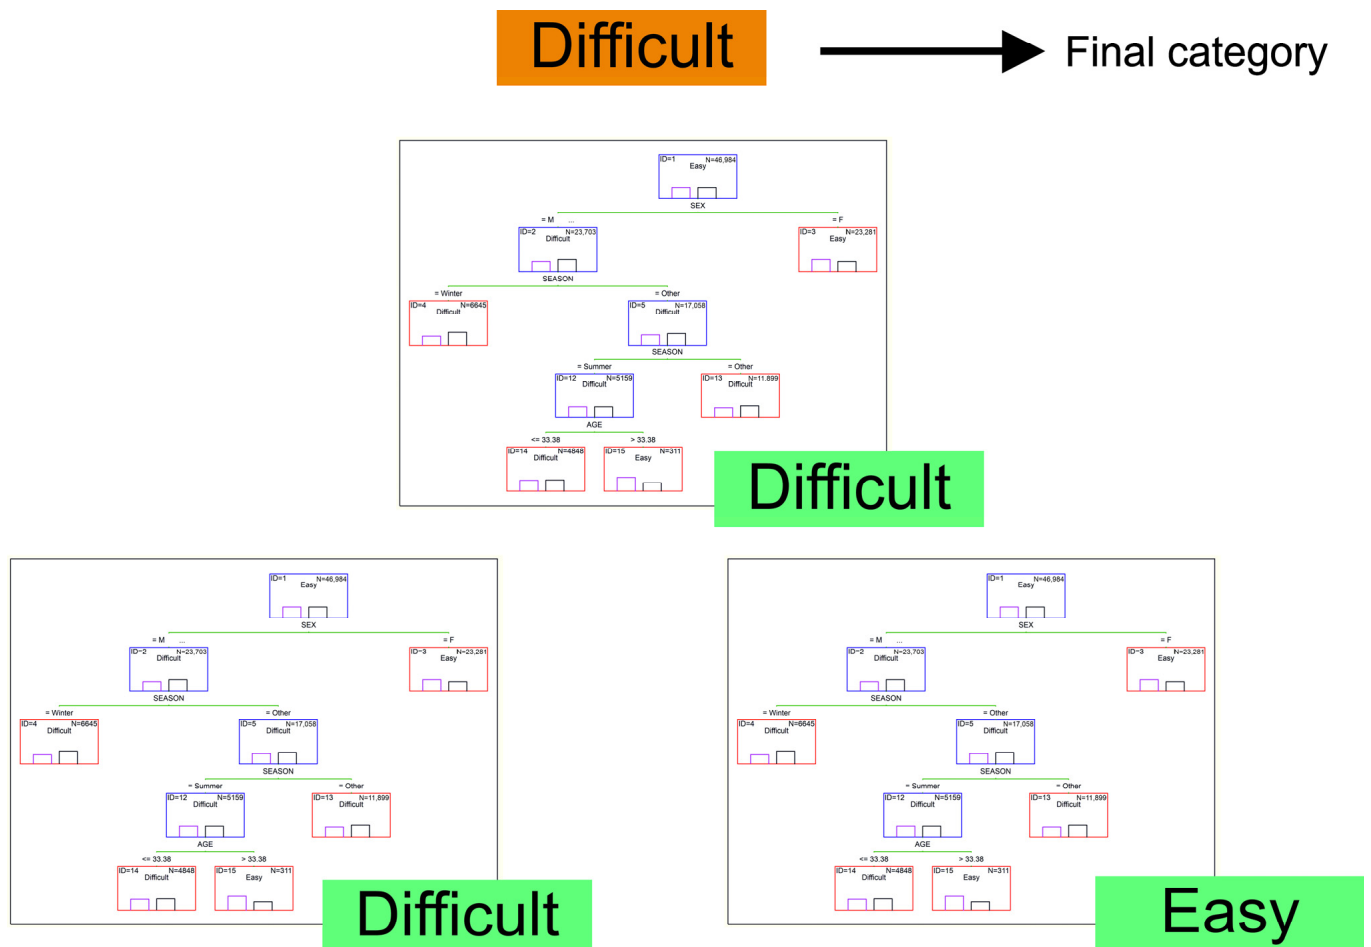 Difficult
Final category
ID=1 N=46,984
Easy
SEX
= M ... = F
ID=2 N=23,703
Difficult
ID=3 N=23,281
Easy
SEASON
= Winter = Other
ID=4 N=6645
Difficult
ID=5 N=17,058
Difficult
SEASON
= Summer = Other
ID=12 N=5159
Difficult
ID=13 N=11.899
Difficult
AGE
<= 33.38 > 33.38
ID=14 N=4848
Difficult
ID=15 N=311
Easy
Difficult
ID=1 N=46,984
Easy
SEX
= M ... = F
ID=2 N=23,703
Difficult
ID=3 N=23,281
Easy
SEASON
= Winter = Other
ID=4 N=6645
Difficult
ID=5 N=17,058
Difficult
SEASON
= Summer = Other
ID=12 N=5159
Difficult
ID=13 N=11,899
Difficult
AGE
<= 33.38 > 33.38
ID=14 N=4848
Difficult
ID=15 N=311
Easy
Difficult
ID=1 N=46,984
Easy
SEX
= M ... = F
ID=2 N=23,703
Difficult
ID=3 N=23,281
Easy
SEASON
= Winter = Other
ID=4 N=6645
Difficult
ID=5 N=17,058
Difficult
SEASON
= Summer = Other
ID=12 N=5159
Difficult
ID=13 N=11,899
Difficult
AGE
<= 33.38 > 33.38
ID=14 N=4848
Difficult
ID=15 N=311
Easy
Easy